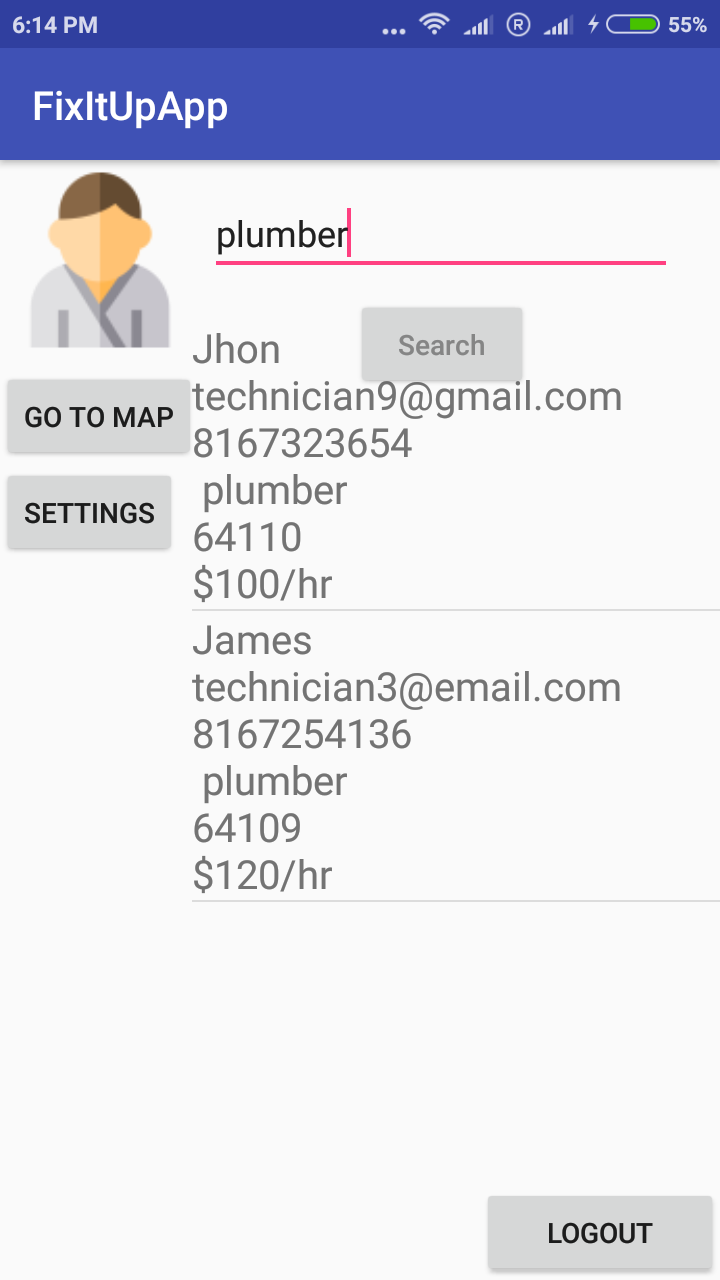 6:14 PM
R
55%
FixItUpApp
plumber
Search
Jhon
technician9@gmail.com
8167323654
plumber
64110
$100/hr
GO TO MAP
SETTINGS
James
technician3@email.com
8167254136
plumber
64109
$120/hr
LOGOUT